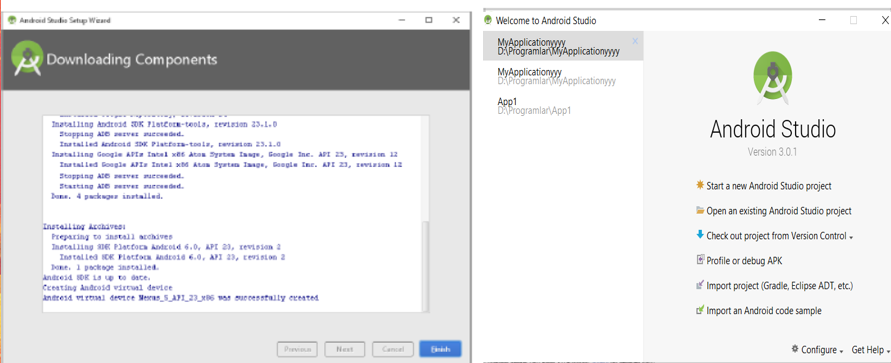 Android Studio Setup Wizard
Downloading Components
Installing Android SDK Platform-tools, revision 23.1.0
Stopping ADB server succeeded.
Installed Android SDK Platform-tools, revision 23.1.0
Installing Google APIs Intel x86 Atom System Image, Google Inc. API 23, revision 12
Installed Google APIs Intel x86 Atom System Image, Google Inc. API 23, revision 12
Stopping ADB server succeeded.
Starting ADB server succeeded.
Done. 4 packages installed.
Installing Archives:
Preparing to install archives
Installing SDK Platform Android 6.0, API 23, revision 2
Installed SDK Platform Android 6.0, API 23, revision 2
Done. 1 package installed.
Android SDK is up to date.
Creating Android virtual device
Android virtual device Nexus_5_API_23_x86 was successfully created
Previous
Next
Cancel
Finish
Welcome to Android Studio
MyApplicationyyyy
D:\Programlar\MyApplicationyyyy
MyApplicationyyy
D:\Programlar\MyApplicationyyy
App1
D:\Programlar\App1
Android Studio
Version 3.0.1
Start a new Android Studio project
Open an existing Android Studio project
Check out project from Version Control
Profile or debug APK
Import project (Gradle, Eclipse ADT, etc.)
Import an Android code sample
Configure
Get Help